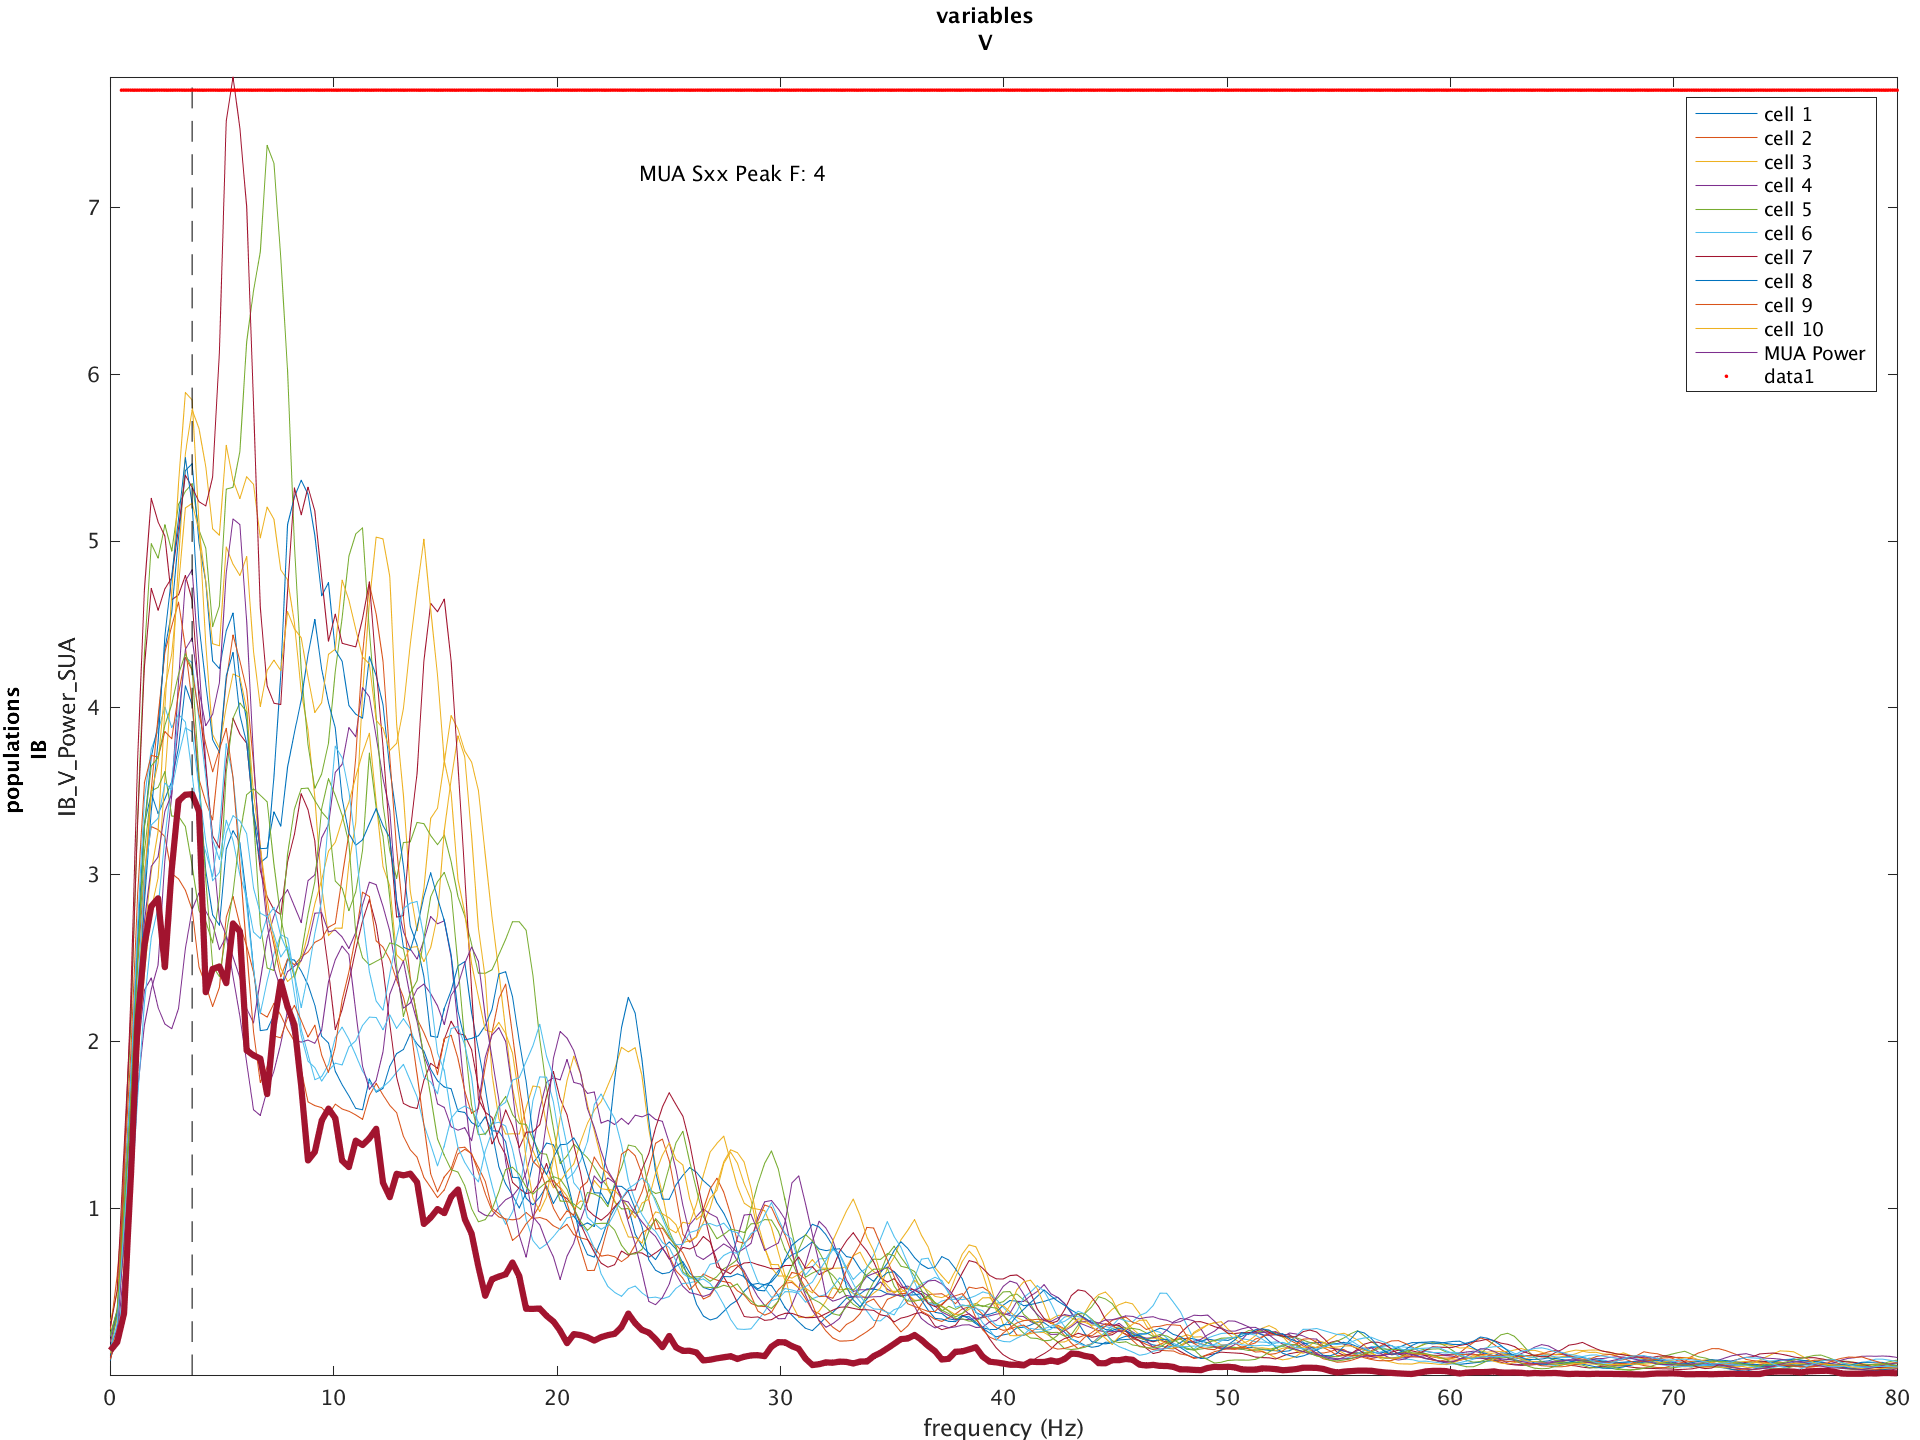 variables
V
MUA Sxx Peak F: 4
cell 1
cell 2
cell 3
cell 4
cell 5
cell 6
cell 7
cell 8
cell 9
cell 10
MUA Power
data1
populations
IB
IB_V_Power_SUA
7
6
5
4
3
2
1
0 10 20 30 40 50 60 70 80
frequency (Hz)